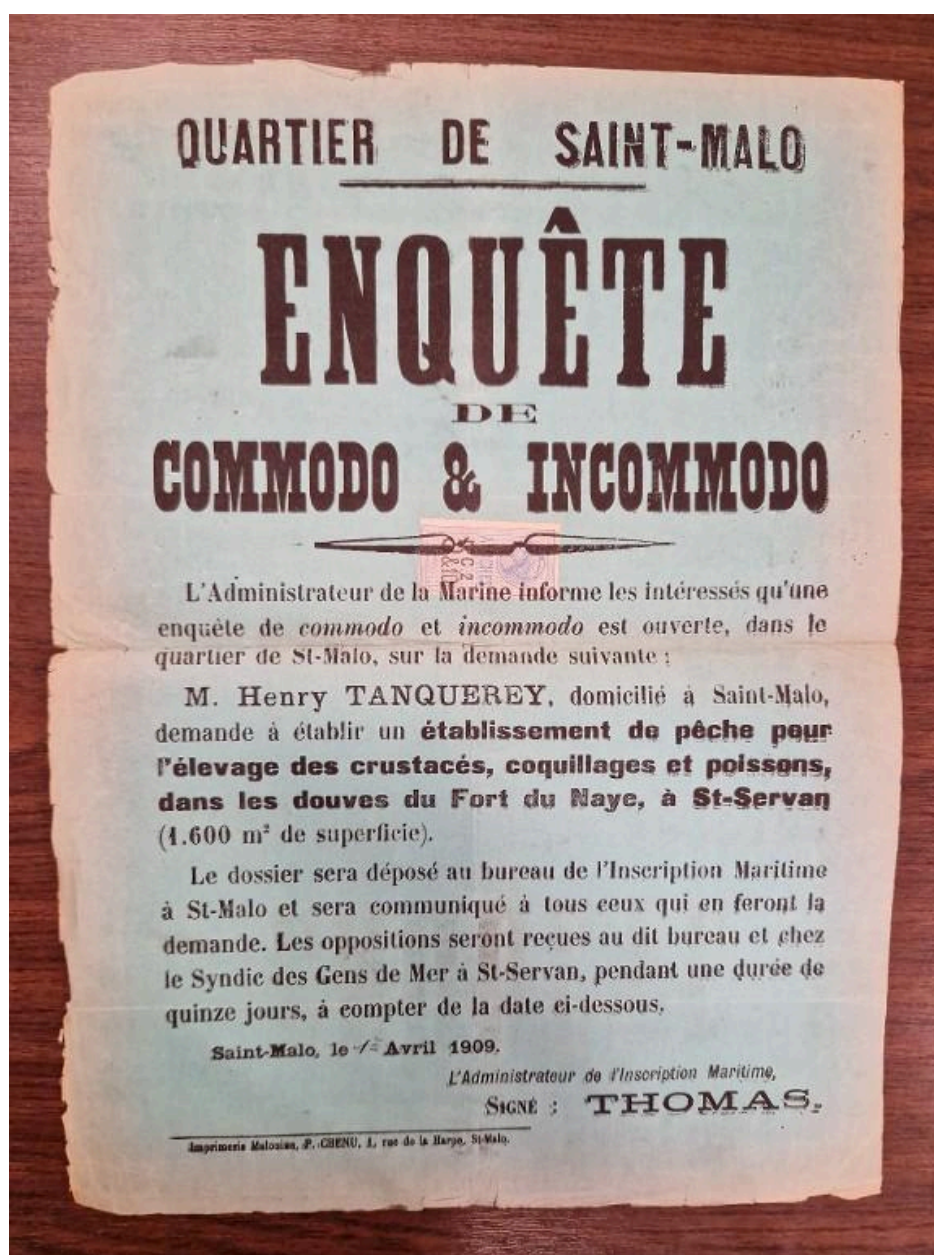 QUARTIER DE SAINT-MALO
ENQUÊTE
DE
COMMODO & INCOMMODO
L'Administrateur de la Marine informe les intéressés qu'une
enquête de commodo et incommodo est ouverte, dans le
quartier de St-Malo, sur la demande suivante :
M. Henry TANQUEREY, domicilié à Saint-Malo,
demande à établir un établissement de pêche pour
l'élevage des crustacés, coquillages et poissons,
dans les douves du Fort du Naye, à St-Servan
(1.600 m² de superficie).
Le dossier sera déposé au bureau de l'Inscription Maritime
à St-Malo et sera communiqué à tous ceux qui en feront la
demande. Les oppositions seront reçues au dit bureau et chez
le Syndic des Gens de Mer à St-Servan, pendant une durée de
quinze jours, à compter de la date ci-dessous.
Saint-Malo, le Avril 1909.
L'Administrateur de l'Inscription Maritime,
SIGNÉ : THOMAS.
Imprimerie Malouine, P. CHENU, 1, rue de la Harpe, St-Malo.